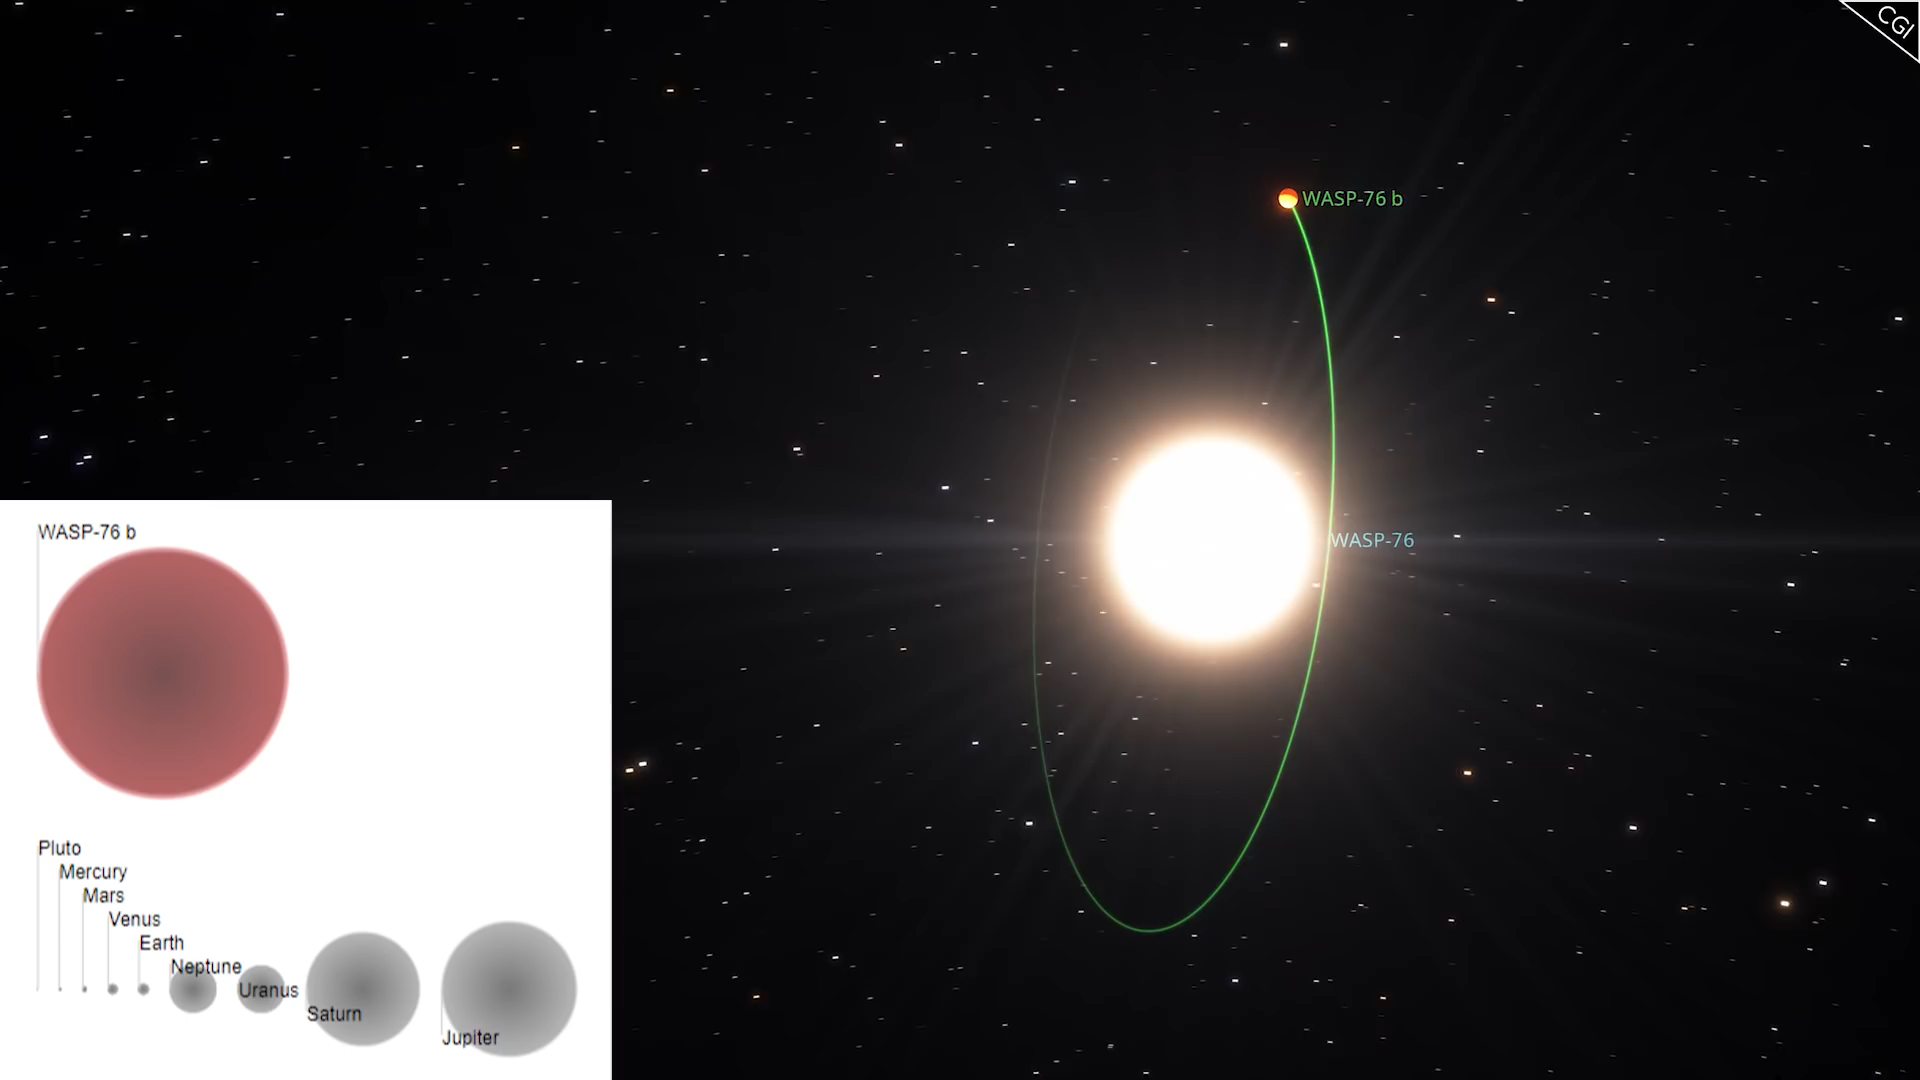 CGI
WASP-76 b
WASP-76
WASP-76 b
Pluto
Mercury
Mars
Venus
Earth
Neptune
Uranus
Saturn
Jupiter